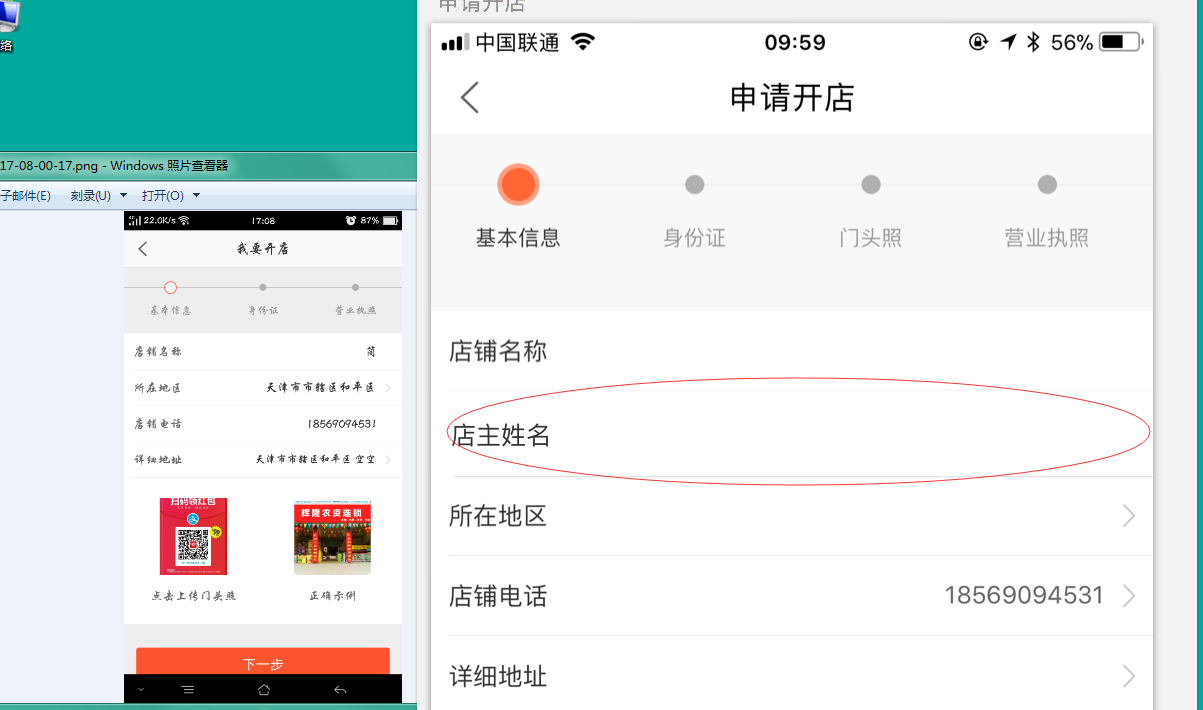 络
17-08-00-17.png - Windows 照片查看器
子邮件(E) 刻录(U) 打开(O)
22.0K/s 17:08 87%
我要开店
基本信息 身份证 营业执照
店铺名称 简
所在地区 天津市市辖区和平区
店铺电话 18569094531
详细地址 天津市市辖区和平区空空
扫码领红包
辉隆农资连锁
点击上传门头照 正确示例
下一步
申请开店
中国联通 09:59 56%
申请开店
基本信息 身份证 门头照 营业执照
店铺名称
店主姓名
所在地区
店铺电话 18569094531
详细地址